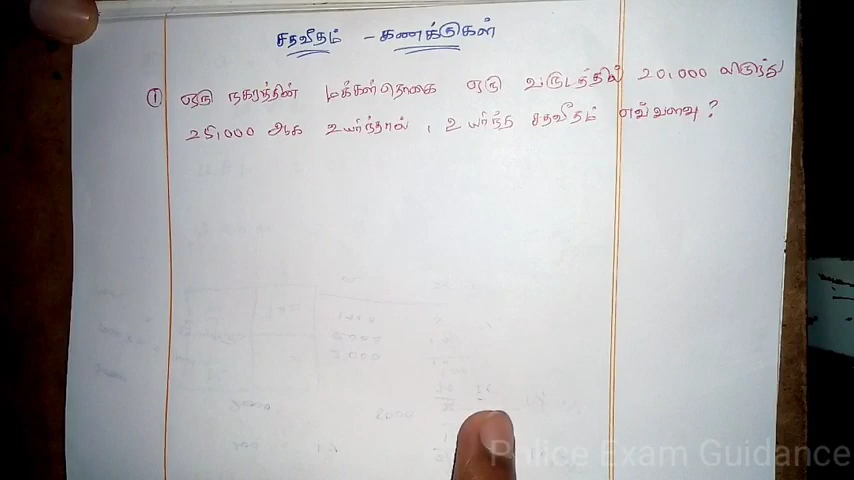 சதவீதம் - கணக்குகள்
① ஒரு நகரத்தின் மக்கள்தொகை ஒரு வருடத்தில் 20,000 லிருந்து
25,000 ஆக உயர்ந்தால், உயர்ந்த சதவீதம் எவ்வளவு?
Police Exam Guidance